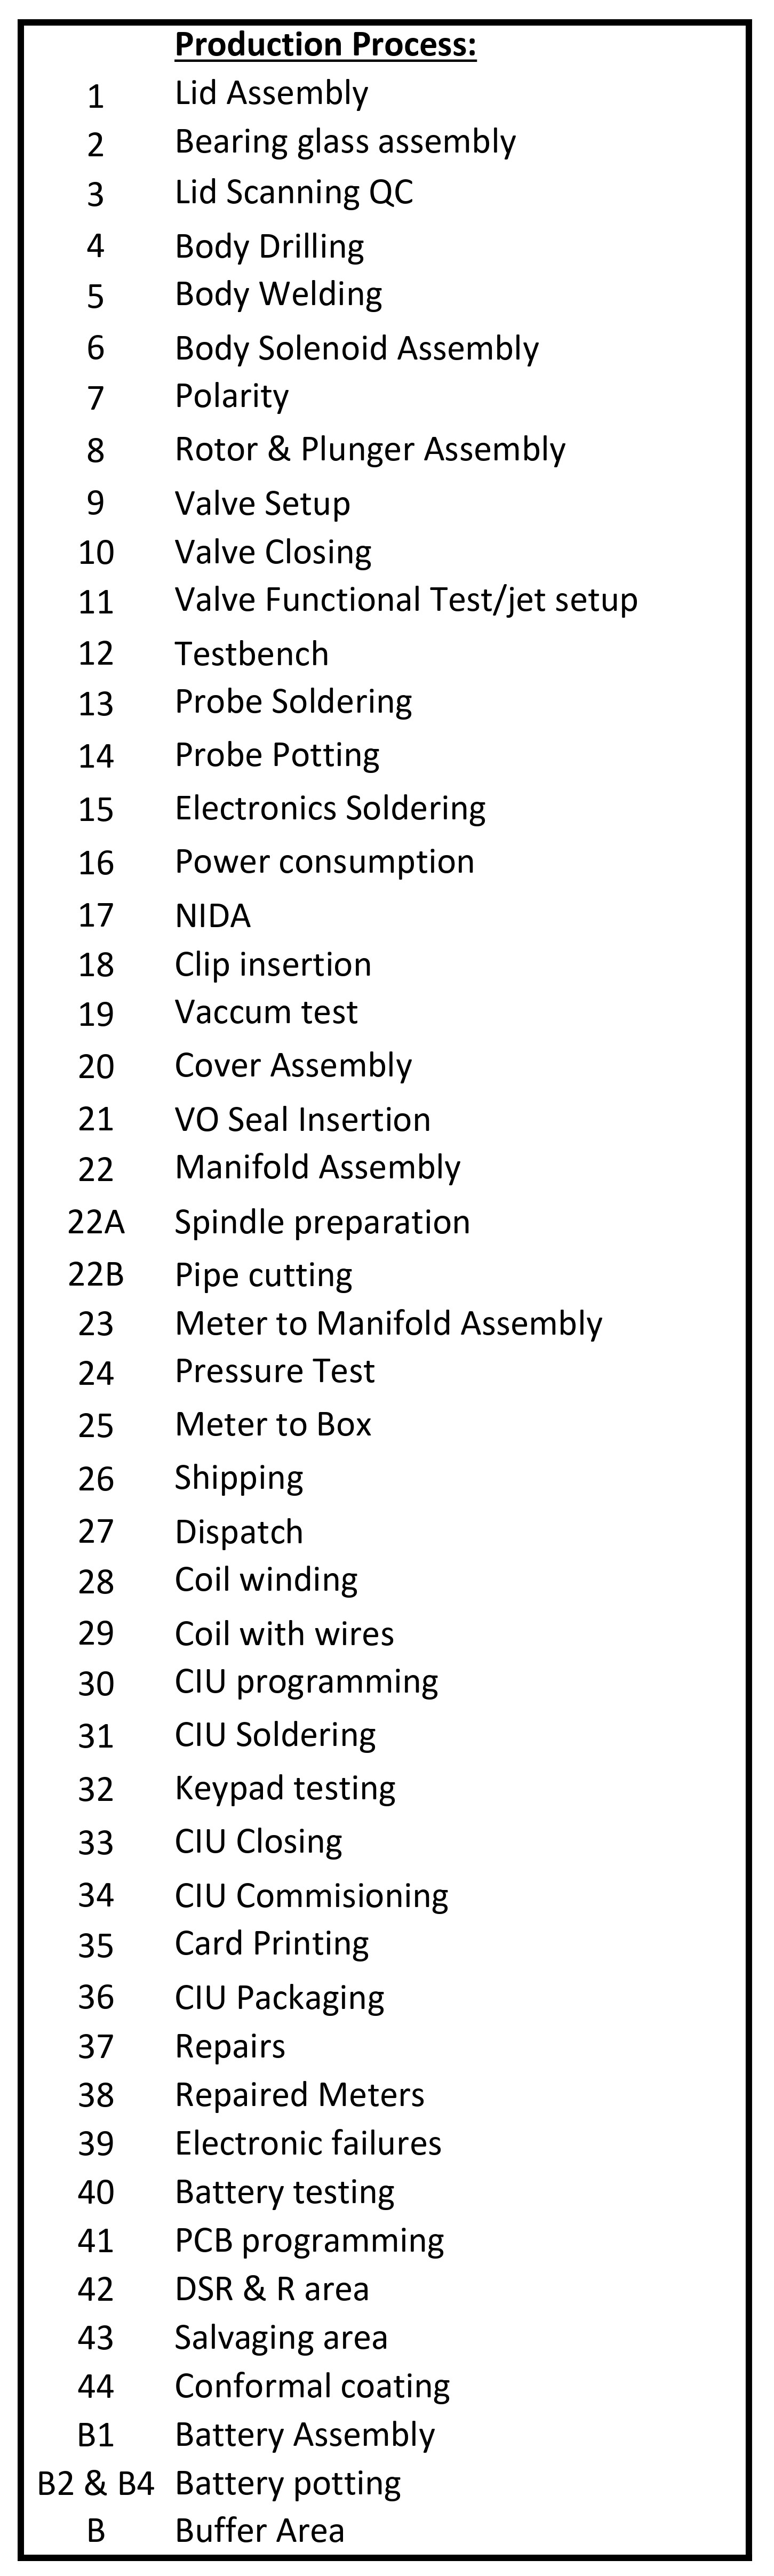 Production Process:
1 Lid Assembly
2 Bearing glass assembly
3 Lid Scanning QC
4 Body Drilling
5 Body Welding
6 Body Solenoid Assembly
7 Polarity
8 Rotor & Plunger Assembly
9 Valve Setup
10 Valve Closing
11 Valve Functional Test/jet setup
12 Testbench
13 Probe Soldering
14 Probe Potting
15 Electronics Soldering
16 Power consumption
17 NIDA
18 Clip insertion
19 Vaccum test
20 Cover Assembly
21 VO Seal Insertion
22 Manifold Assembly
22A Spindle preparation
22B Pipe cutting
23 Meter to Manifold Assembly
24 Pressure Test
25 Meter to Box
26 Shipping
27 Dispatch
28 Coil winding
29 Coil with wires
30 CIU programming
31 CIU Soldering
32 Keypad testing
33 CIU Closing
34 CIU Commisioning
35 Card Printing
36 CIU Packaging
37 Repairs
38 Repaired Meters
39 Electronic failures
40 Battery testing
41 PCB programming
42 DSR & R area
43 Salvaging area
44 Conformal coating
B1 Battery Assembly
B2 & B4 Battery potting
B Buffer Area